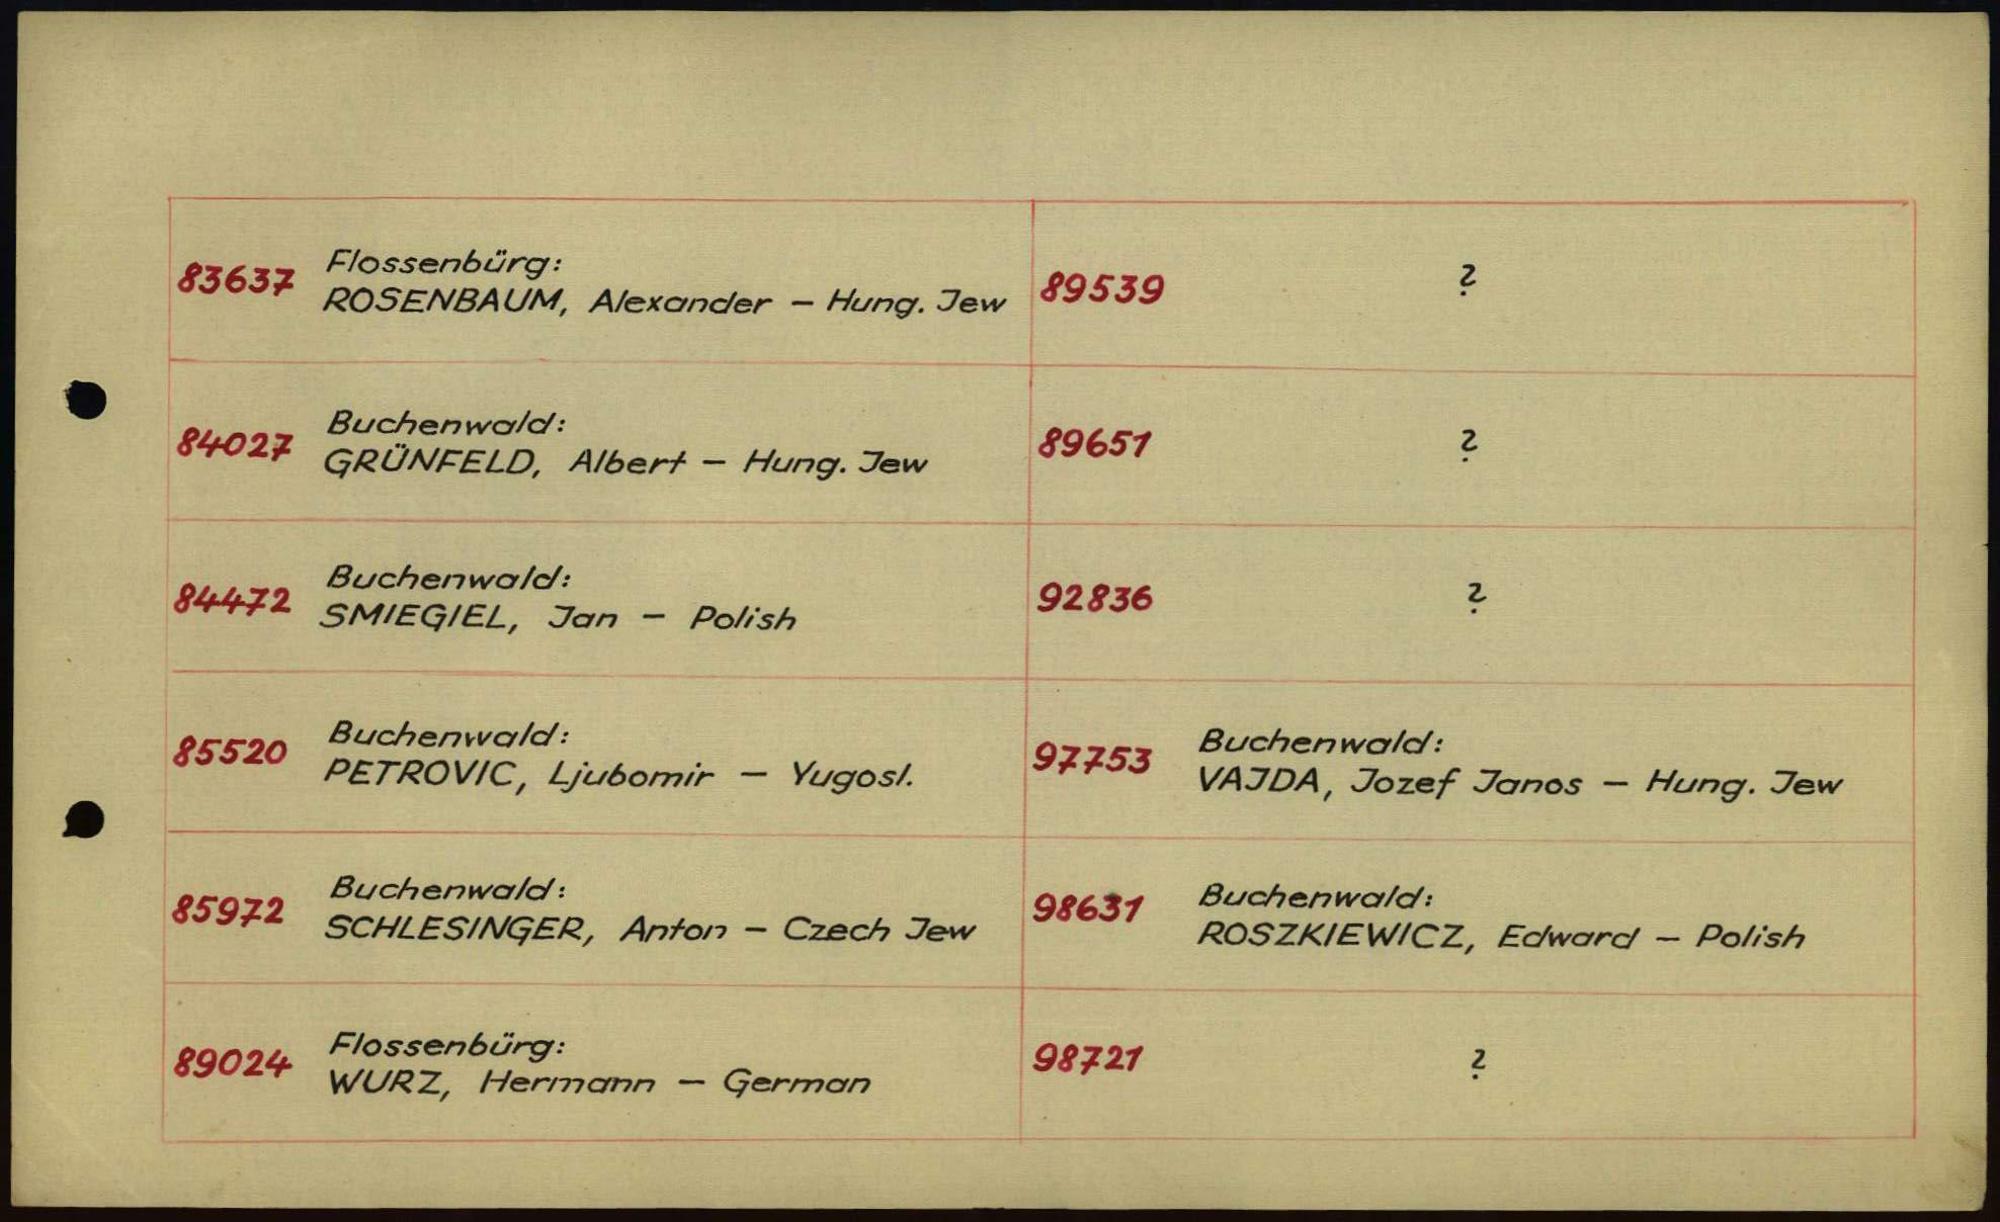 83637 Flossenbürg:
ROSENBAUM, Alexander – Hung. Jew
84027 Buchenwald:
GRÜNFELD, Albert – Hung. Jew
84472 Buchenwald:
SMIEGIEL, Jan – Polish
85520 Buchenwald:
PETROVIC, Ljubomir – Yugosl.
85972 Buchenwald:
SCHLESINGER, Anton – Czech Jew
89024 Flossenbürg:
WURZ, Hermann – German
89539 ?
89651 ?
92836 ?
97753 Buchenwald:
VAJDA, Jozef Janos – Hung. Jew
98631 Buchenwald:
ROSZKIEWICZ, Edward – Polish
98721 ?